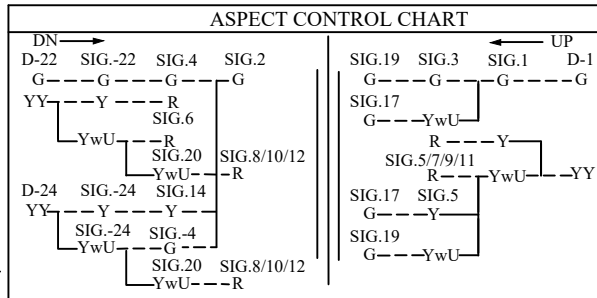 ASPECT CONTROL CHART
DN
D-22 SIG.-22 SIG.4 SIG.2
G G G G
YY Y R
SIG.6
YwU R
SIG.20 SIG.8/10/12
YwU R
D-24 SIG.-24 SIG.14
YY Y Y
SIG.-24 SIG.-4
YwU G
SIG.20 SIG.8/10/12
YwU R
UP
SIG.19 SIG.3 SIG.1 D-1
G G G G
SIG.17
G YwU
R Y
SIG.5/7/9/11
R YwU YY
SIG.17 SIG.5
G Y
SIG.19
G YwU